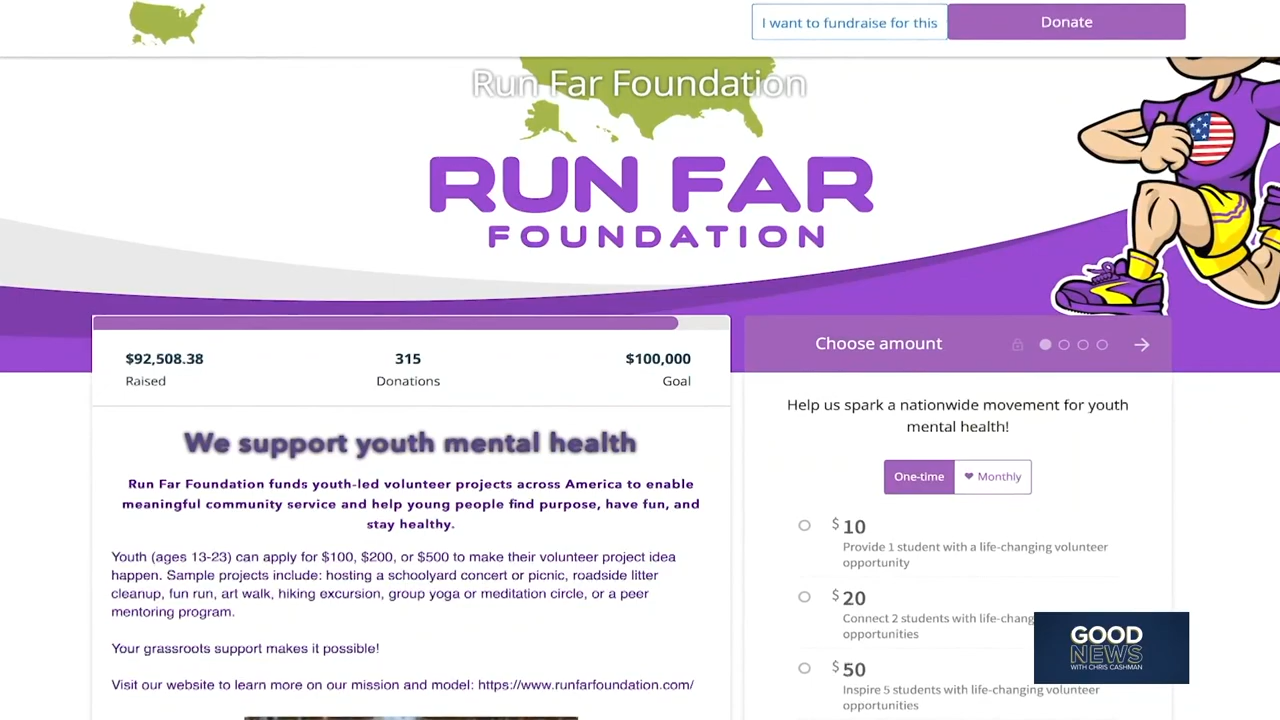 I want to fundraise for this
Donate
Run Far Foundation
RUN FAR
FOUNDATION
$92,508.38
315
$100,000
Raised
Donations
Goal
We support youth mental health
Run Far Foundation funds youth-led volunteer projects across America to enable
meaningful community service and help young people find purpose, have fun, and
stay healthy.
Youth (ages 13-23) can apply for $100, $200, or $500 to make their volunteer project idea
happen. Sample projects include: hosting a schoolyard concert or picnic, roadside litter
cleanup, fun run, art walk, hiking excursion, group yoga or meditation circle, or a peer
mentoring program.
Your grassroots support makes it possible!
Visit our website to learn more on our mission and model: https://www.runfarfoundation.com/
Choose amount
Help us spark a nationwide movement for youth
mental health!
One-time
Monthly
$10
Provide 1 student with a life-changing volunteer
opportunity
$20
Connect 2 students with life-chang
opportunities
$50
Inspire 5 students with life-changing volunteer
opportunities
GOOD
NEWS
WITH CHRIS CASHMAN